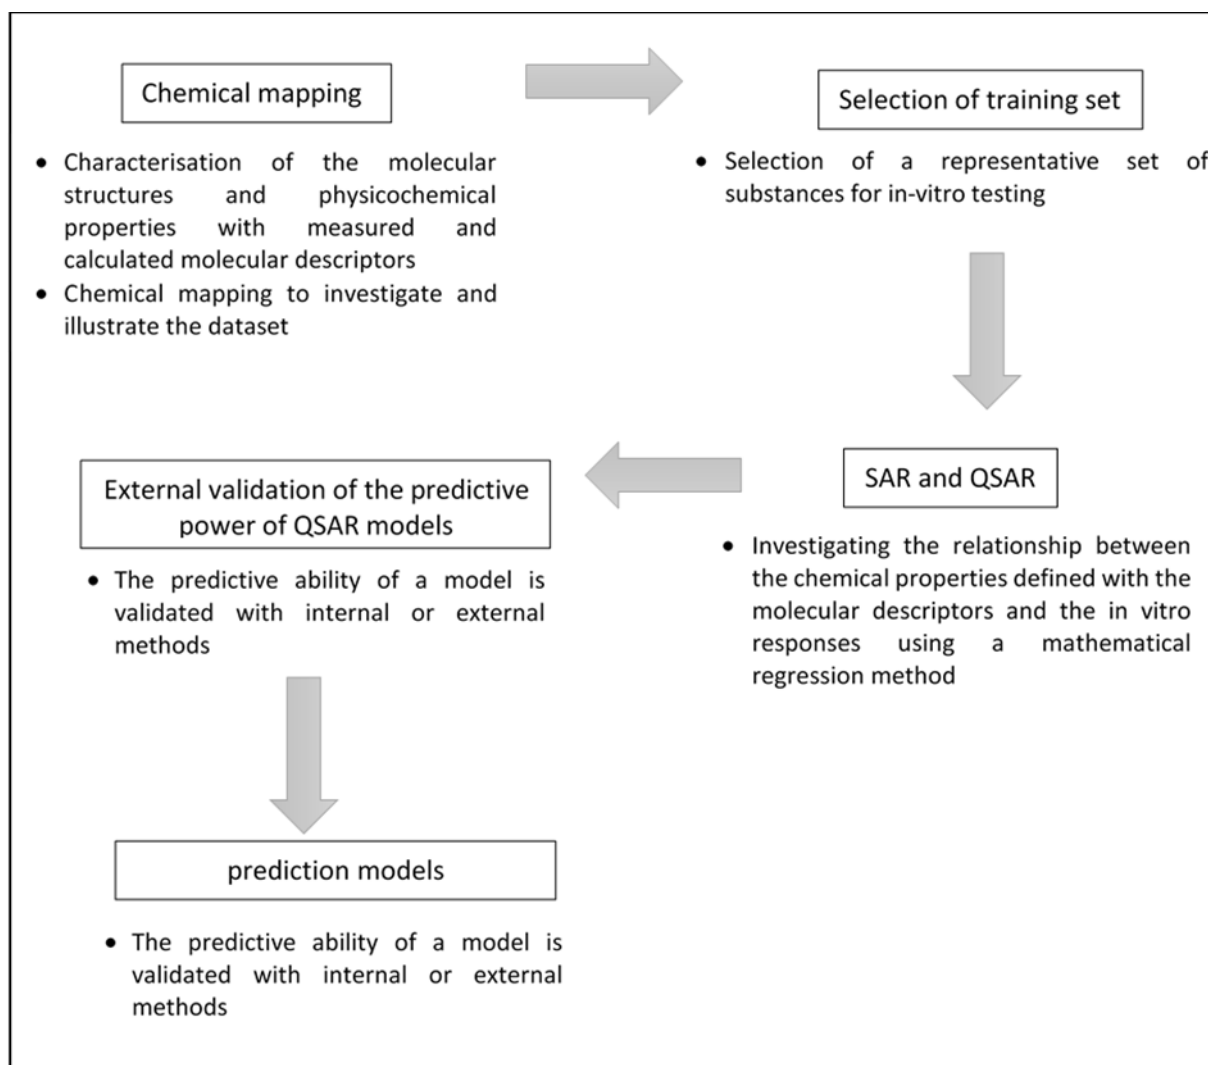 Chemical mapping
• Characterisation of the molecular
structures and physicochemical
properties with measured and
calculated molecular descriptors
• Chemical mapping to investigate and
illustrate the dataset
Selection of training set
• Selection of a representative set of
substances for in-vitro testing
SAR and QSAR
• Investigating the relationship between
the chemical properties defined with the
molecular descriptors and the in vitro
responses using a mathematical
regression method
External validation of the predictive
power of QSAR models
• The predictive ability of a model is
validated with internal or external
methods
prediction models
• The predictive ability of a model is
validated with internal or external
methods